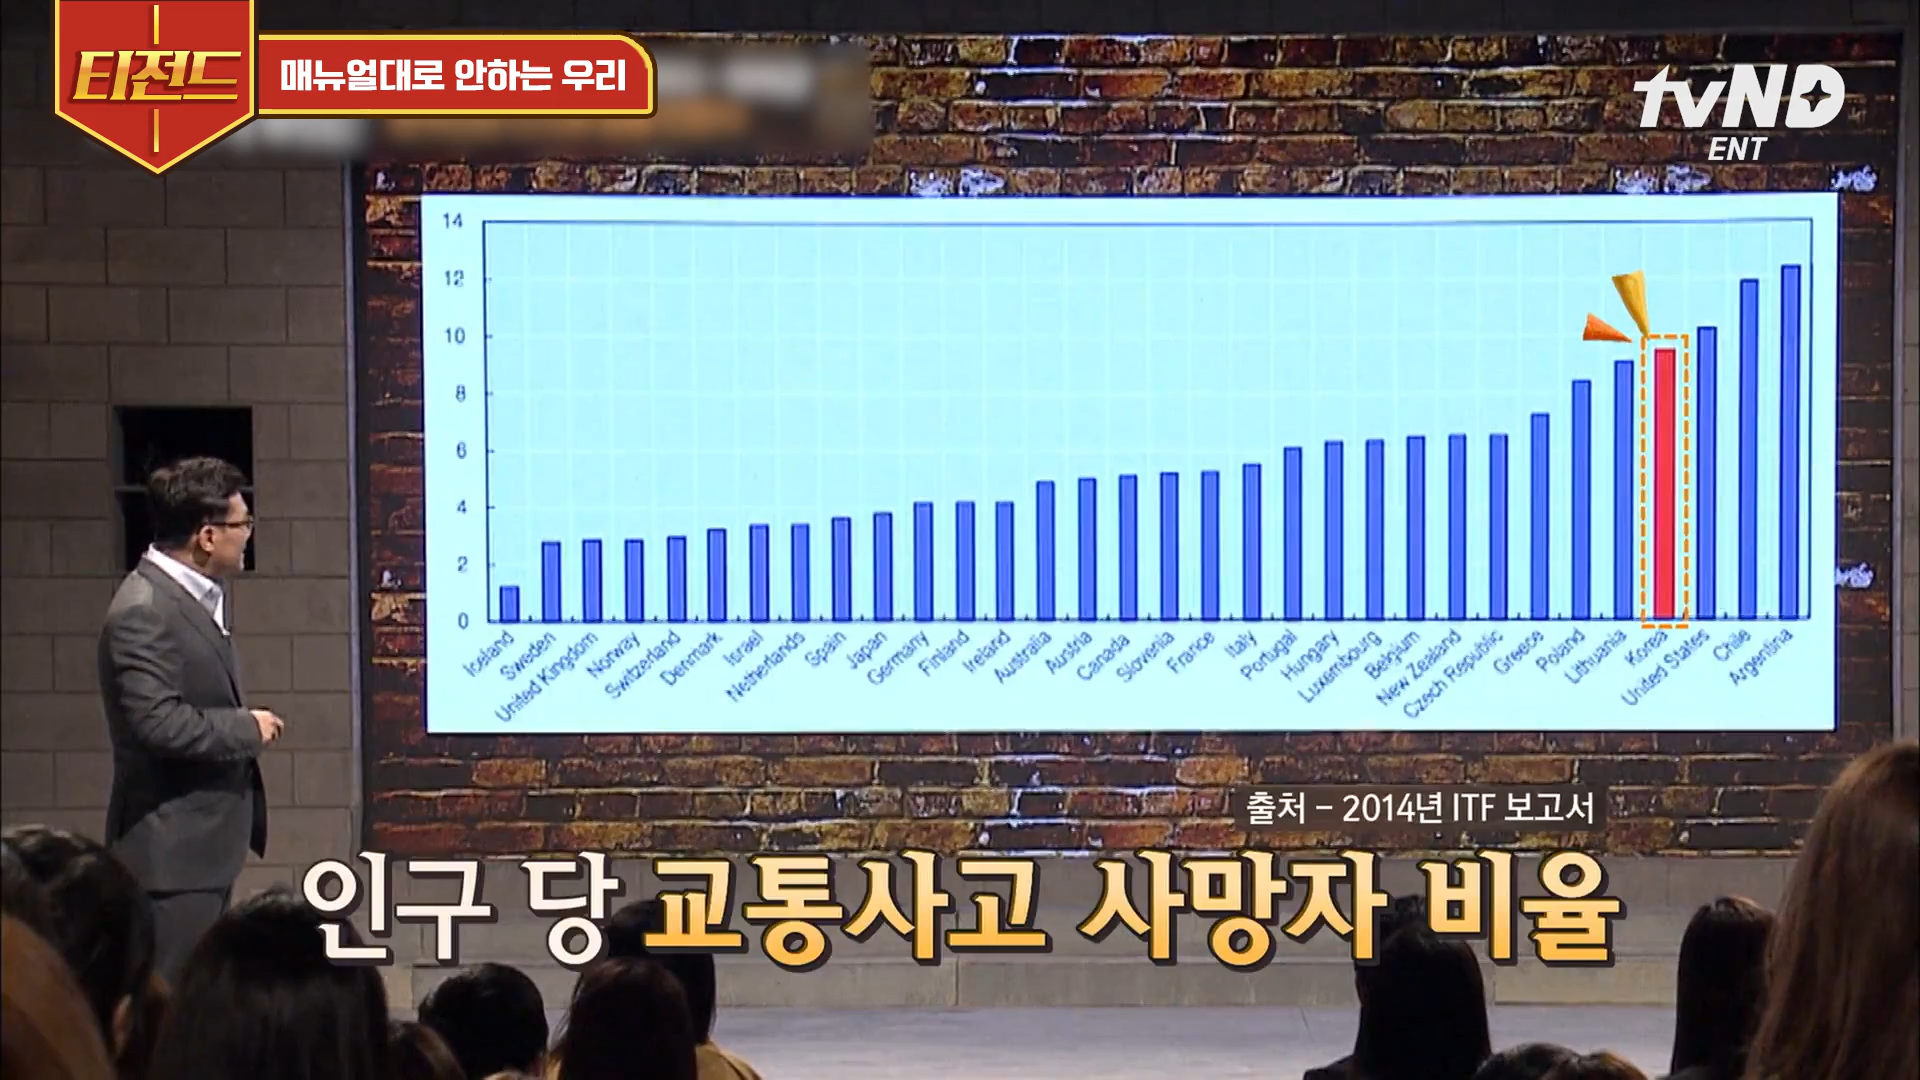 티전드
매뉴얼대로 안하는 우리
tvND
ENT
14
12
10
8
6
4
2
0
Iceland
Sweden
United Kingdom
Norway
Switzerland
Denmark
Israel
Netherlands
Spain
Japan
Germany
Finland
Ireland
Australia
Austria
Canada
Slovenia
France
Italy
Portugal
Hungary
Luxembourg
Belgium
New Zealand
Czech Republic
Greece
Poland
Lithuania
Korea
United States
Chile
Argentina
출처 - 2014년 ITF 보고서
인구 당 교통사고 사망자 비율